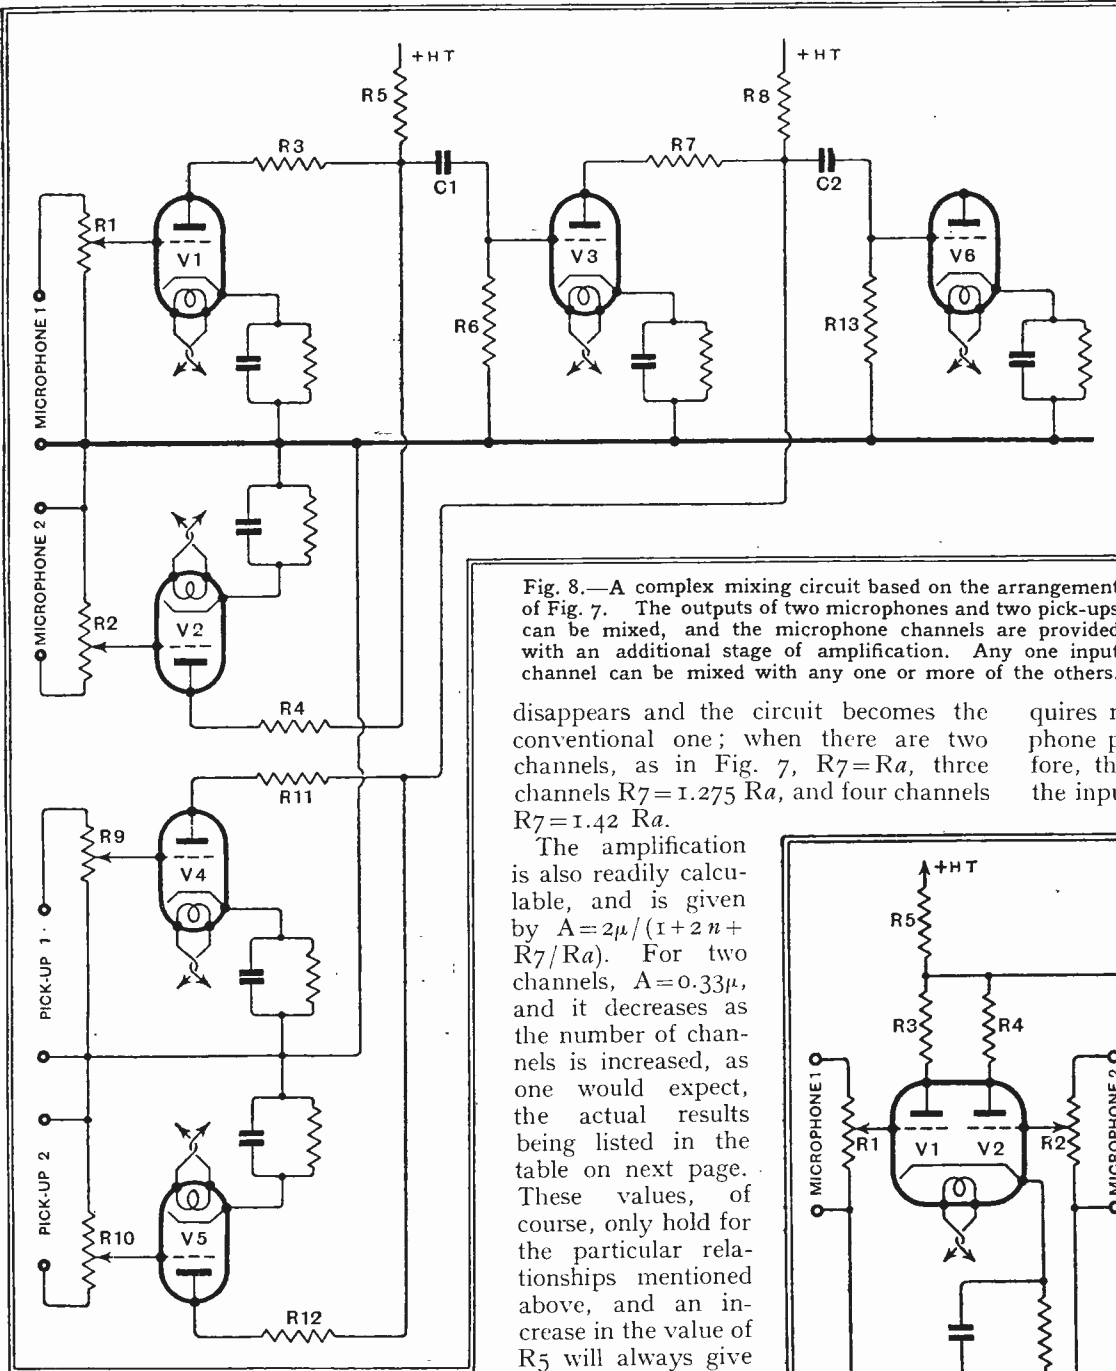 +HT
+HT
R5
R8
R3
R7
C1
C2
R1
V1
V3
V6
R6
R13
MICROPHONE 1
MICROPHONE 2
R2
V2
R4
Fig. 8.—A complex mixing circuit based on the arrangement
of Fig. 7. The outputs of two microphones and two pick-ups
can be mixed, and the microphone channels are provided
with an additional stage of amplification. Any one input
channel can be mixed with any one or more of the others.
R11
R9
V4
PICK-UP 1
PICK-UP 2
R10
V5
R12
disappears and the circuit becomes the
conventional one; when there are two
channels, as in Fig. 7, R7=Ra, three
channels R7=1.275 Ra, and four channels
R7=1.42 Ra.
The amplification
is also readily calcu-
lable, and is given
by A=2μ/(1+2n+
R7/Ra). For two
channels, A=0.33μ,
and it decreases as
the number of chan-
nels is increased, as
one would expect,
the actual results
being listed in the
table on next page.
These values, of
course, only hold for
the particular rela-
tionships mentioned
above, and an in-
crease in the value of
R5 will always give
quires
phone
fore, th
the inpu
+HT
R5
R3
R4
MICROPHONE 1
R1
V1
V2
R2
MICROPHONE 2